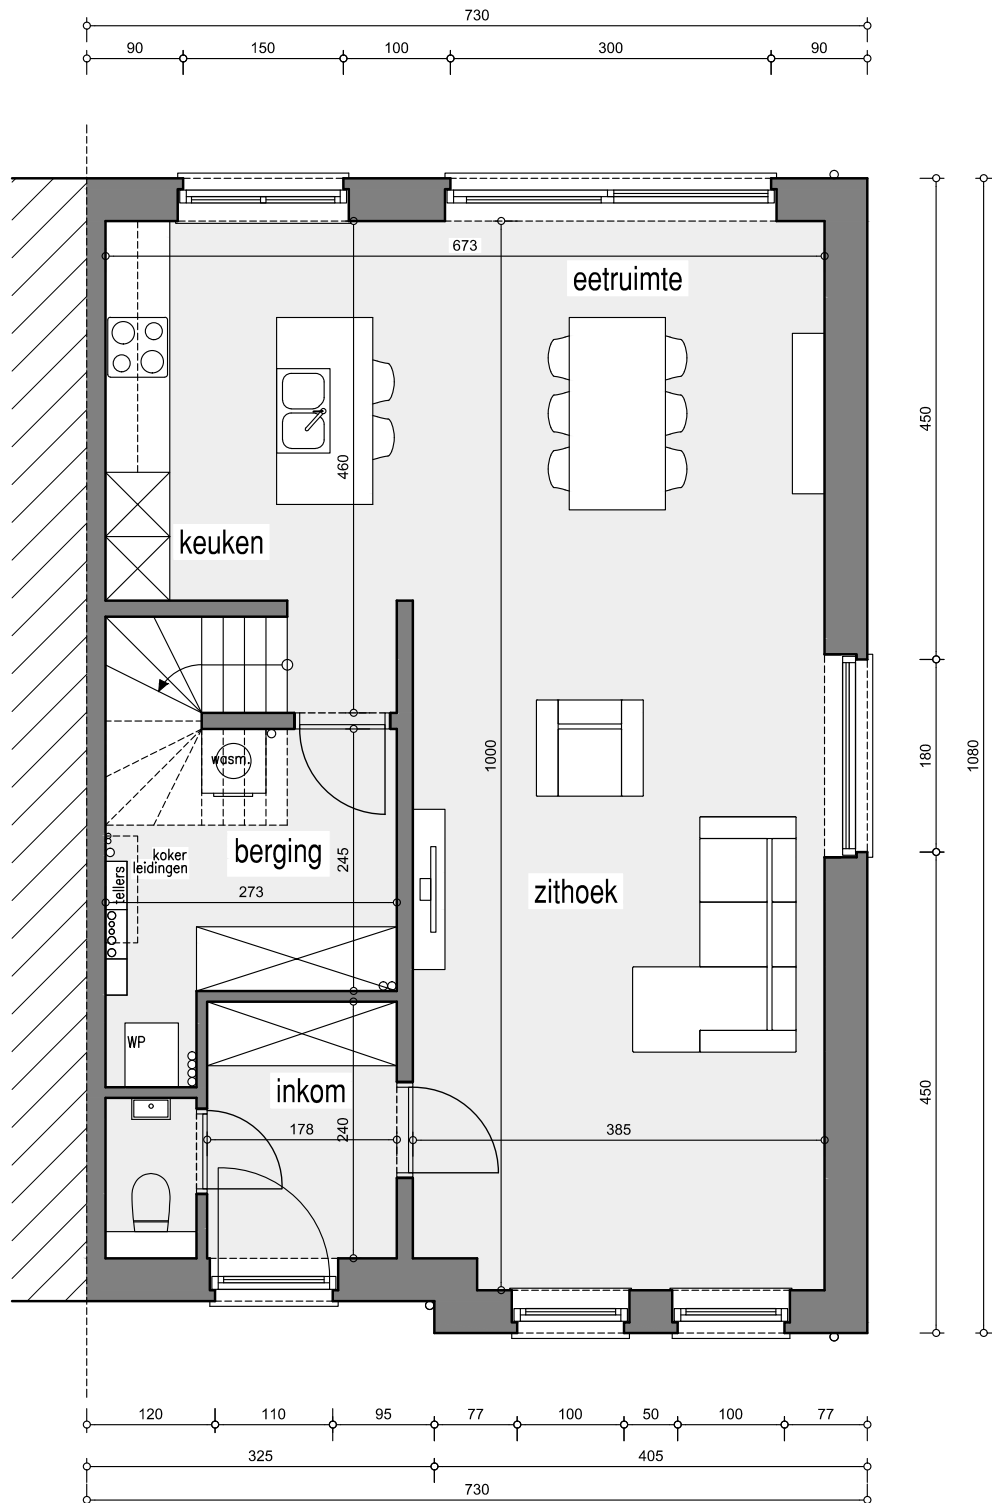 730
90 150 100 300 90
673
eetruimte
450
460
keuken
1000
180
1080
wasm.
berging
koker
leidingen
tellers
245
273
zithoek
WP
inkom
450
178
240
385
120 110 95 77 100 50 100 77
325 405
730